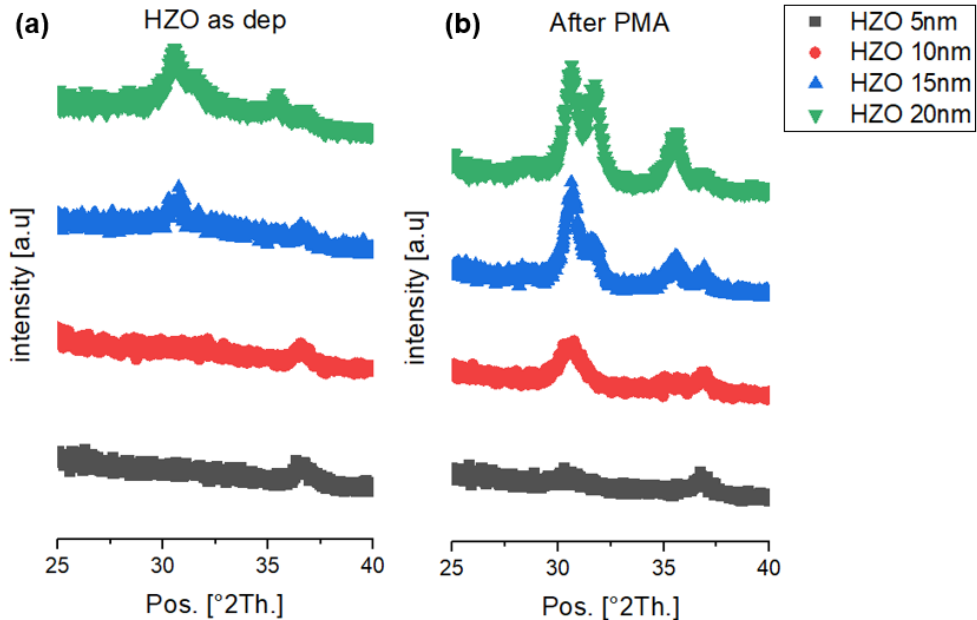 (a) HZO as dep
intensity [a.u]
25 30 35 40
Pos. [°2Th.]
(b) After PMA
intensity [a.u]
25 30 35 40
Pos. [°2Th.]
HZO 5nm
HZO 10nm
HZO 15nm
HZO 20nm